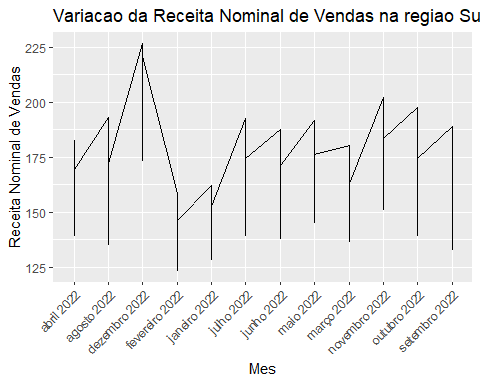 Variacao da Receita Nominal de Vendas na regiao Su
Receita Nominal de Vendas
225
200
175
150
125
abril 2022
agosto 2022
dezembro 2022
fevereiro 2022
janeiro 2022
julho 2022
junho 2022
maio 2022
março 2022
novembro 2022
outubro 2022
setembro 2022
Mes